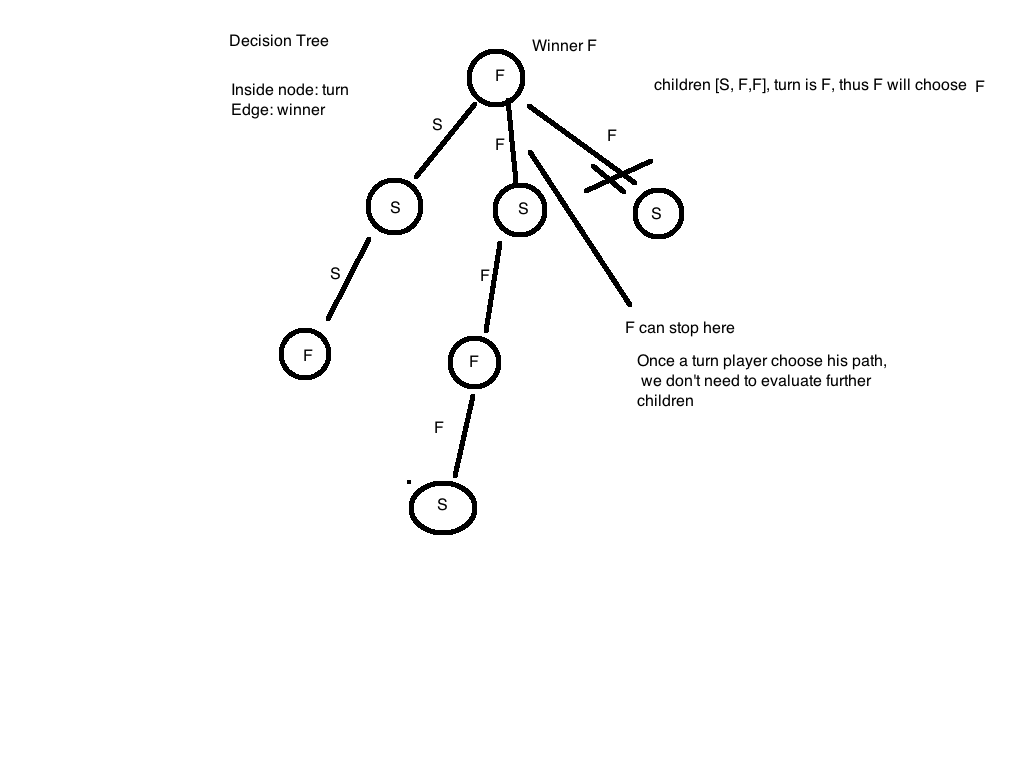 Decision Tree
Winner F
Inside node: turn
Edge: winner
children [S, F,F], turn is F, thus F will choose F
F
S
F
F
S
S
S
S
F
F can stop here
Once a turn player choose his path,
we don't need to evaluate further
children
F
F
F
S